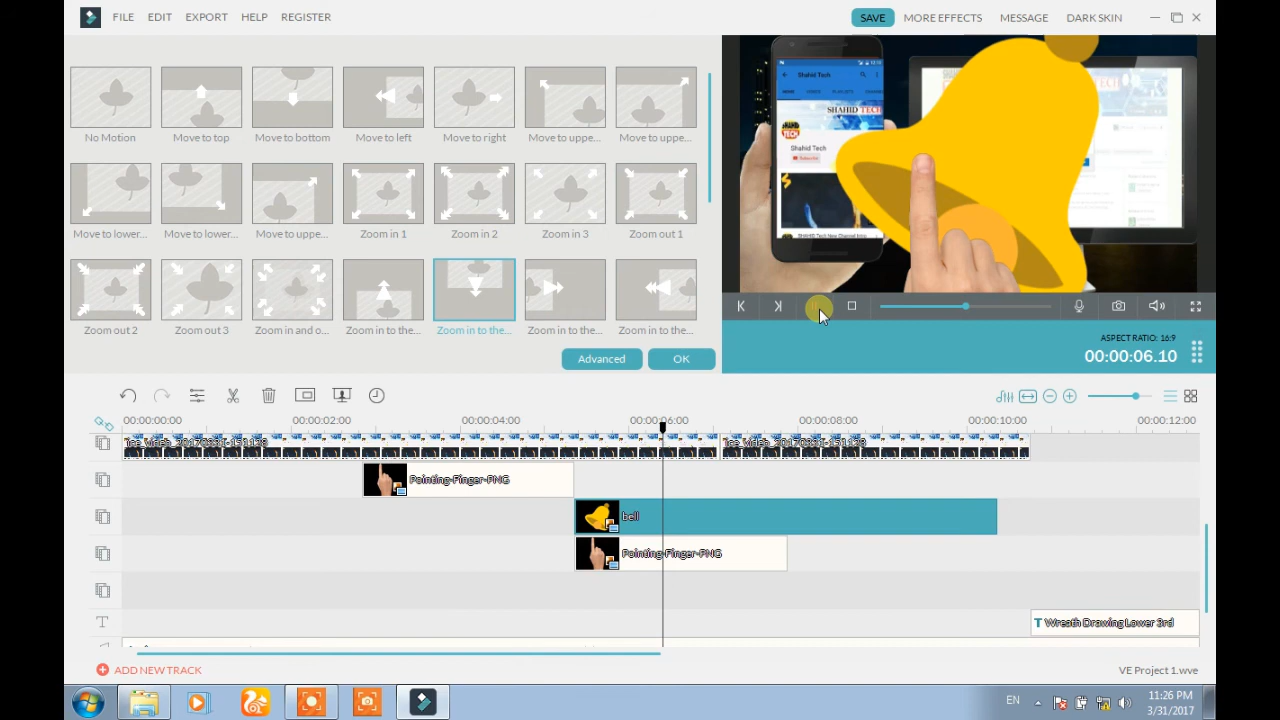 FILE EDIT EXPORT HELP REGISTER
SAVE MORE EFFECTS MESSAGE DARK SKIN
No Motion Move to top Move to bottom Move to left Move to right Move to uppe... Move to uppe...
Move to lower... Move to lower... Move to uppe... Zoom in 1 Zoom in 2 Zoom in 3 Zoom out 1
Zoom out 2 Zoom out 3 Zoom in and o... Zoom in to the... Zoom in to the... Zoom in to the... Zoom in to the...
Advanced OK
Shahid Tech
SHAHID TECH
Shahid Tech
Subscribe
ASPECT RATIO: 16:9
00:00:06.10
00:00:00:00 00:00:02:00 00:00:04:00 00:00:06:00 00:00:08:00 00:00:10:00 00:00:12:00
Pointing-Finger-PNG
bell
Pointing-Finger-PNG
T Wreath Drawing Lower 3rd
ADD NEW TRACK
VE Project 1.wve
EN
11:26 PM
3/31/2017